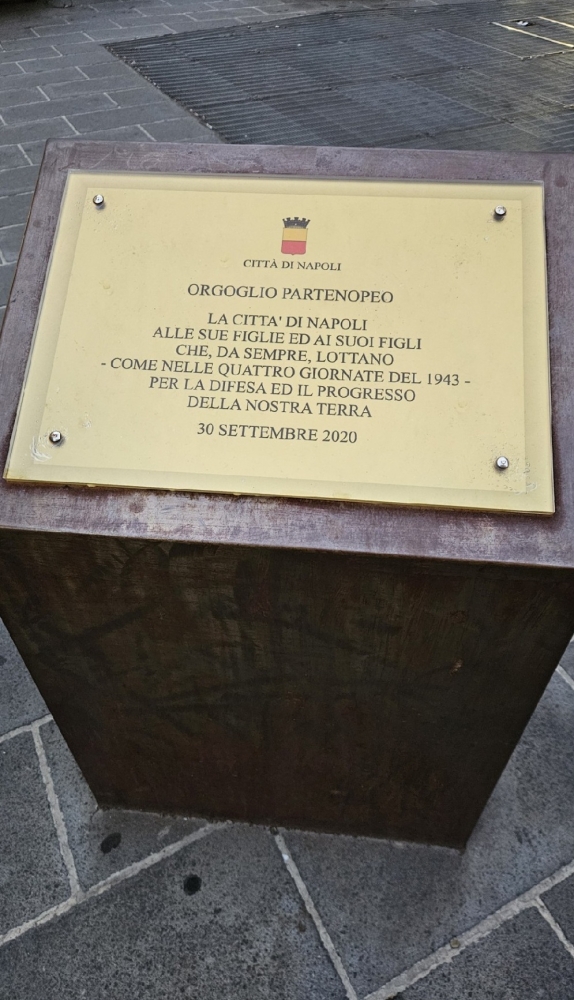 CITTÀ DI NAPOLI
ORGOGLIO PARTENOPEO
LA CITTA' DI NAPOLI
ALLE SUE FIGLIE ED AI SUOI FIGLI
CHE, DA SEMPRE, LOTTANO
- COME NELLE QUATTRO GIORNATE DEL 1943 -
PER LA DIFESA ED IL PROGRESSO
DELLA NOSTRA TERRA
30 SETTEMBRE 2020